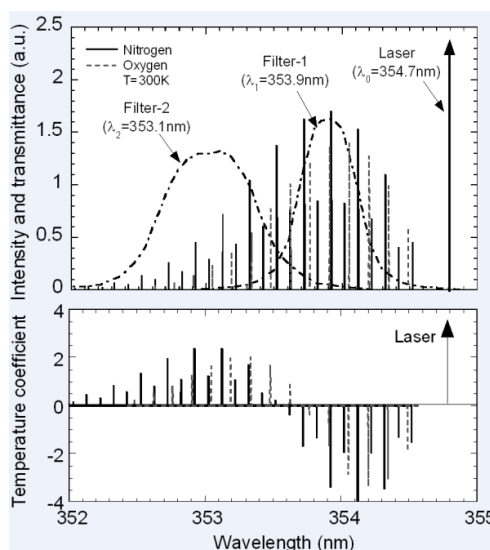 Intensity and transmittance (a.u.)
2.5
2
1.5
1
0.5
0
Nitrogen
Oxygen
T=300K
Filter-1
(λ1=353.9nm)
Laser
(λ0=354.7nm)
Filter-2
(λ2=353.1nm)
Temperature coefficient
4
2
0
-2
-4
Laser
352
353
354
355
Wavelength (nm)